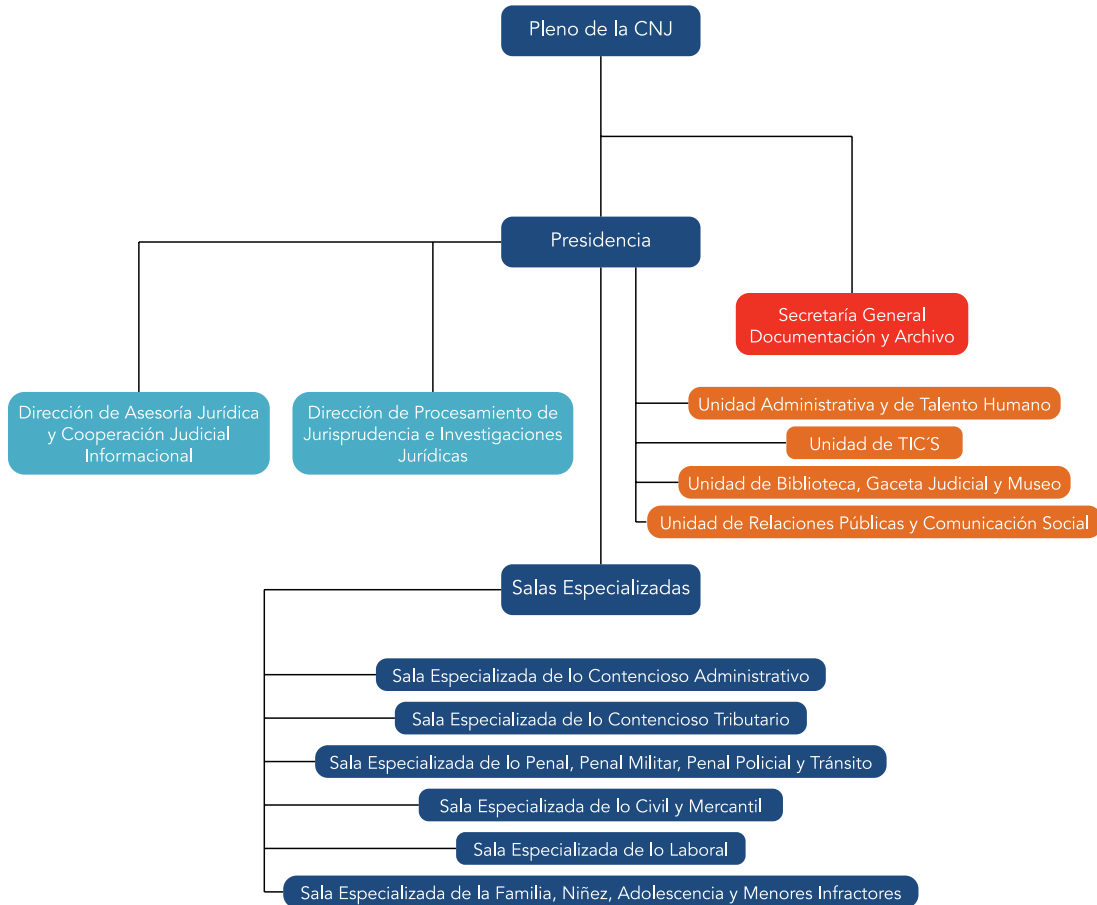 Pleno de la CNJ
Presidencia
Secretaría General
Documentación y Archivo
Dirección de Asesoría Jurídica
y Cooperación Judicial
Informacional
Dirección de Procesamiento de
Jurisprudencia e Investigaciones
Jurídicas
Unidad Administrativa y de Talento Humano
Unidad de TIC´S
Unidad de Biblioteca, Gaceta Judicial y Museo
Unidad de Relaciones Públicas y Comunicación Social
Salas Especializadas
Sala Especializada de lo Contencioso Administrativo
Sala Especializada de lo Contencioso Tributario
Sala Especializada de lo Penal, Penal Militar, Penal Policial y Tránsito
Sala Especializada de lo Civil y Mercantil
Sala Especializada de lo Laboral
Sala Especializada de la Familia, Niñez, Adolescencia y Menores Infractores